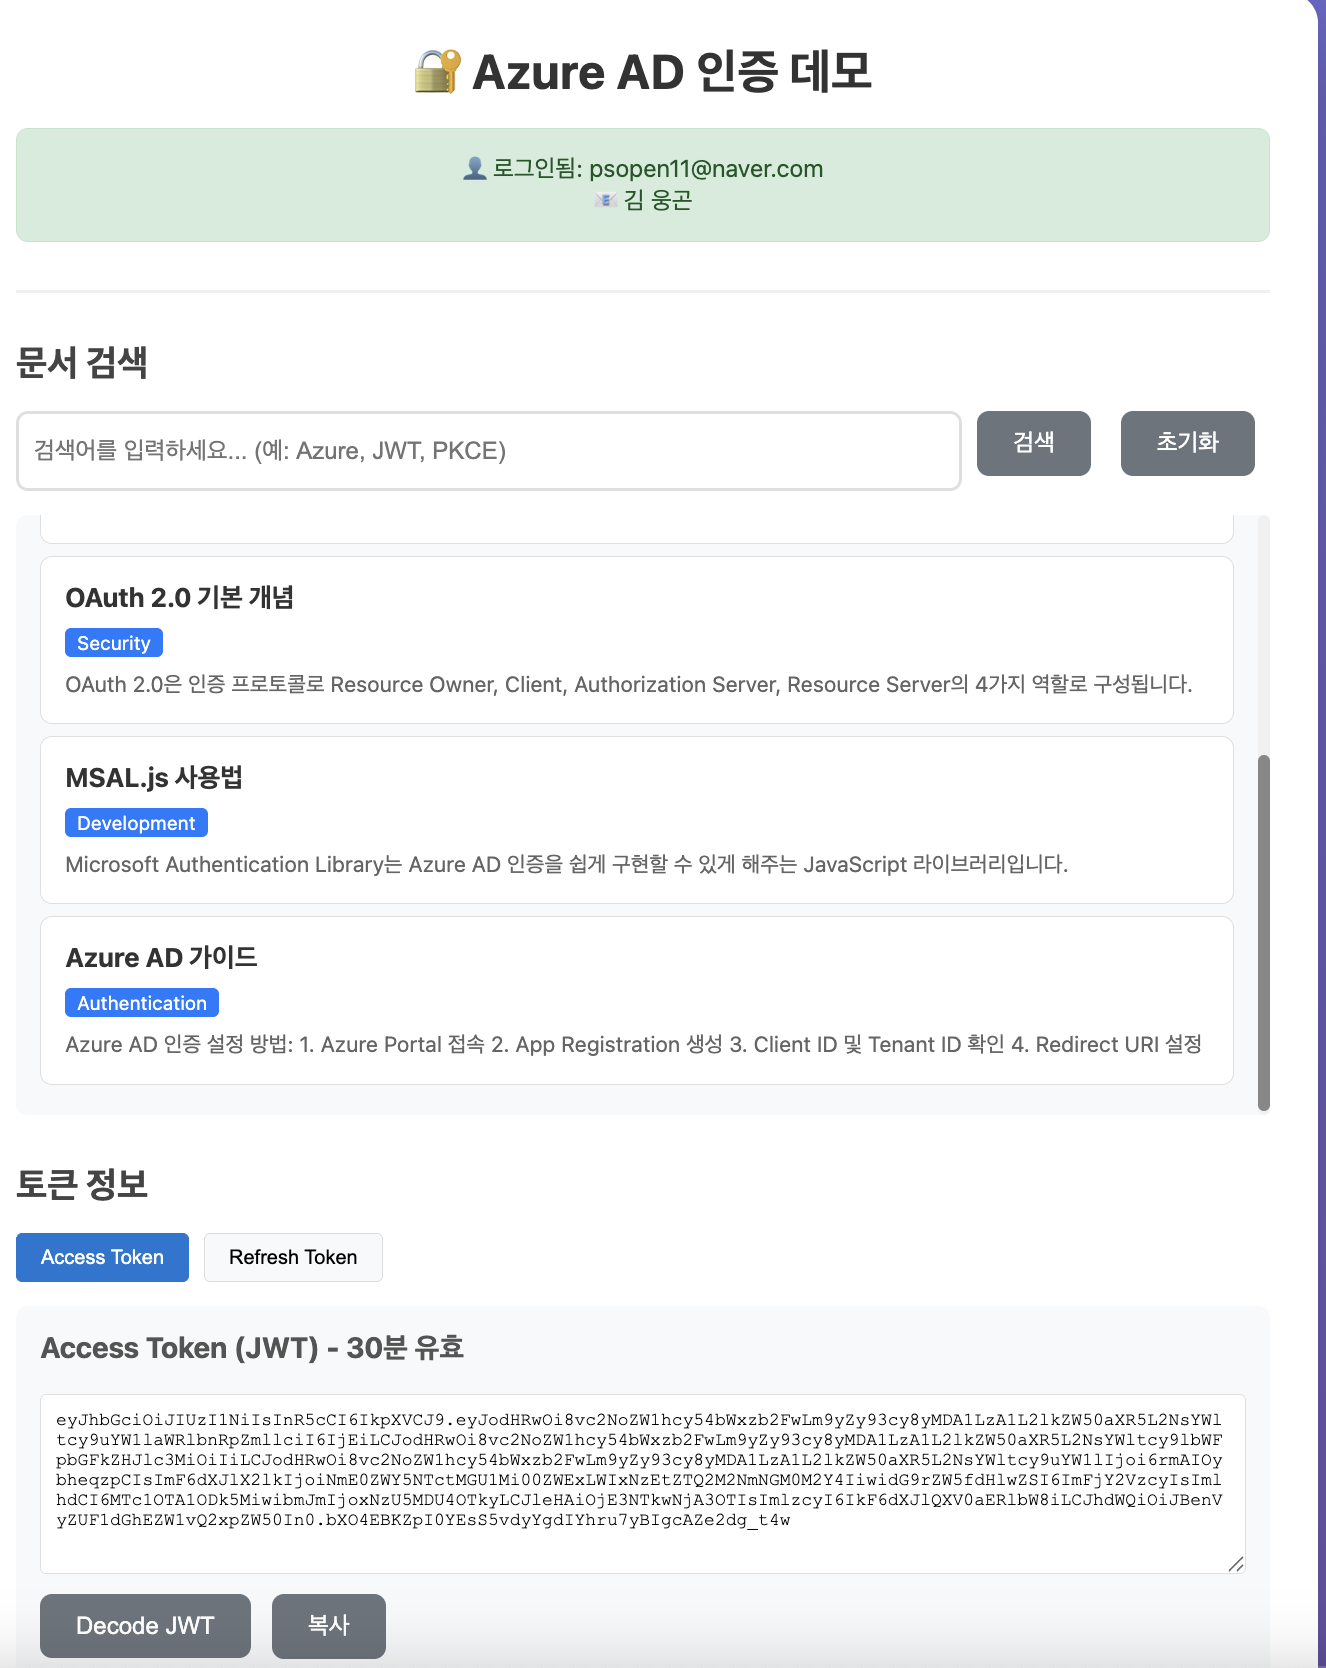 Azure AD 인증 데모
로그인됨: psopen11@naver.com
김 웅곤
문서 검색
검색어를 입력하세요... (예: Azure, JWT, PKCE)
검색
초기화
OAuth 2.0 기본 개념
Security
OAuth 2.0은 인증 프로토콜로 Resource Owner, Client, Authorization Server, Resource Server의 4가지 역할로 구성됩니다.
MSAL.js 사용법
Development
Microsoft Authentication Library는 Azure AD 인증을 쉽게 구현할 수 있게 해주는 JavaScript 라이브러리입니다.
Azure AD 가이드
Authentication
Azure AD 인증 설정 방법: 1. Azure Portal 접속 2. App Registration 생성 3. Client ID 및 Tenant ID 확인 4. Redirect URI 설정
토큰 정보
Access Token
Refresh Token
Access Token (JWT) - 30분 유효
eyJhbGciOiJIUzI1NiIsInR5cCI6IkpXVCJ9.eyJodHRwOi8vc2NoZW1hcy54bWxzb2FwLm9yZy93cy8yMDA1LzA1L2lkZW50aXR5L2NsYWl
tcy9uYW1laWRlbnRpZmllciI6IjEiLCJodHRwOi8vc2NoZW1hcy54bWxzb2FwLm9yZy93cy8yMDA1LzA1L2lkZW50aXR5L2NsYWltcy9lbWF
pbGFkZHJlc3MiOiIiLCJodHRwOi8vc2NoZW1hcy54bWxzb2FwLm9yZy93cy8yMDA1LzA1L2lkZW50aXR5L2NsYWltcy9uYW1lIjoi6rmAIOy
bheqzpCIsImF6dXJlX2lkIjoiNmE0ZWY5NTctMGU1Mi00ZWExLWIxNzEtZTQ2M2NmNGM0M2Y4IiwidG9rZW5fdHlwZSI6ImFjY2VzcyIsIml
hdCI6MTc1OTA1ODk5MiwibmJmIjoxNzU5MDU4OTkyLCJleHAiOjE3NTkwNjA3OTIsImlzcyI6IkF6dXJlQXV0aERlbW8iLCJhdWQiOiJBenV
yZUF1dGhEZW1vQ2xpZW50In0.bXO4EBKZpI0YEsS5vdyYgdIYhru7yBIgcAZe2dg_t4w
Decode JWT
복사